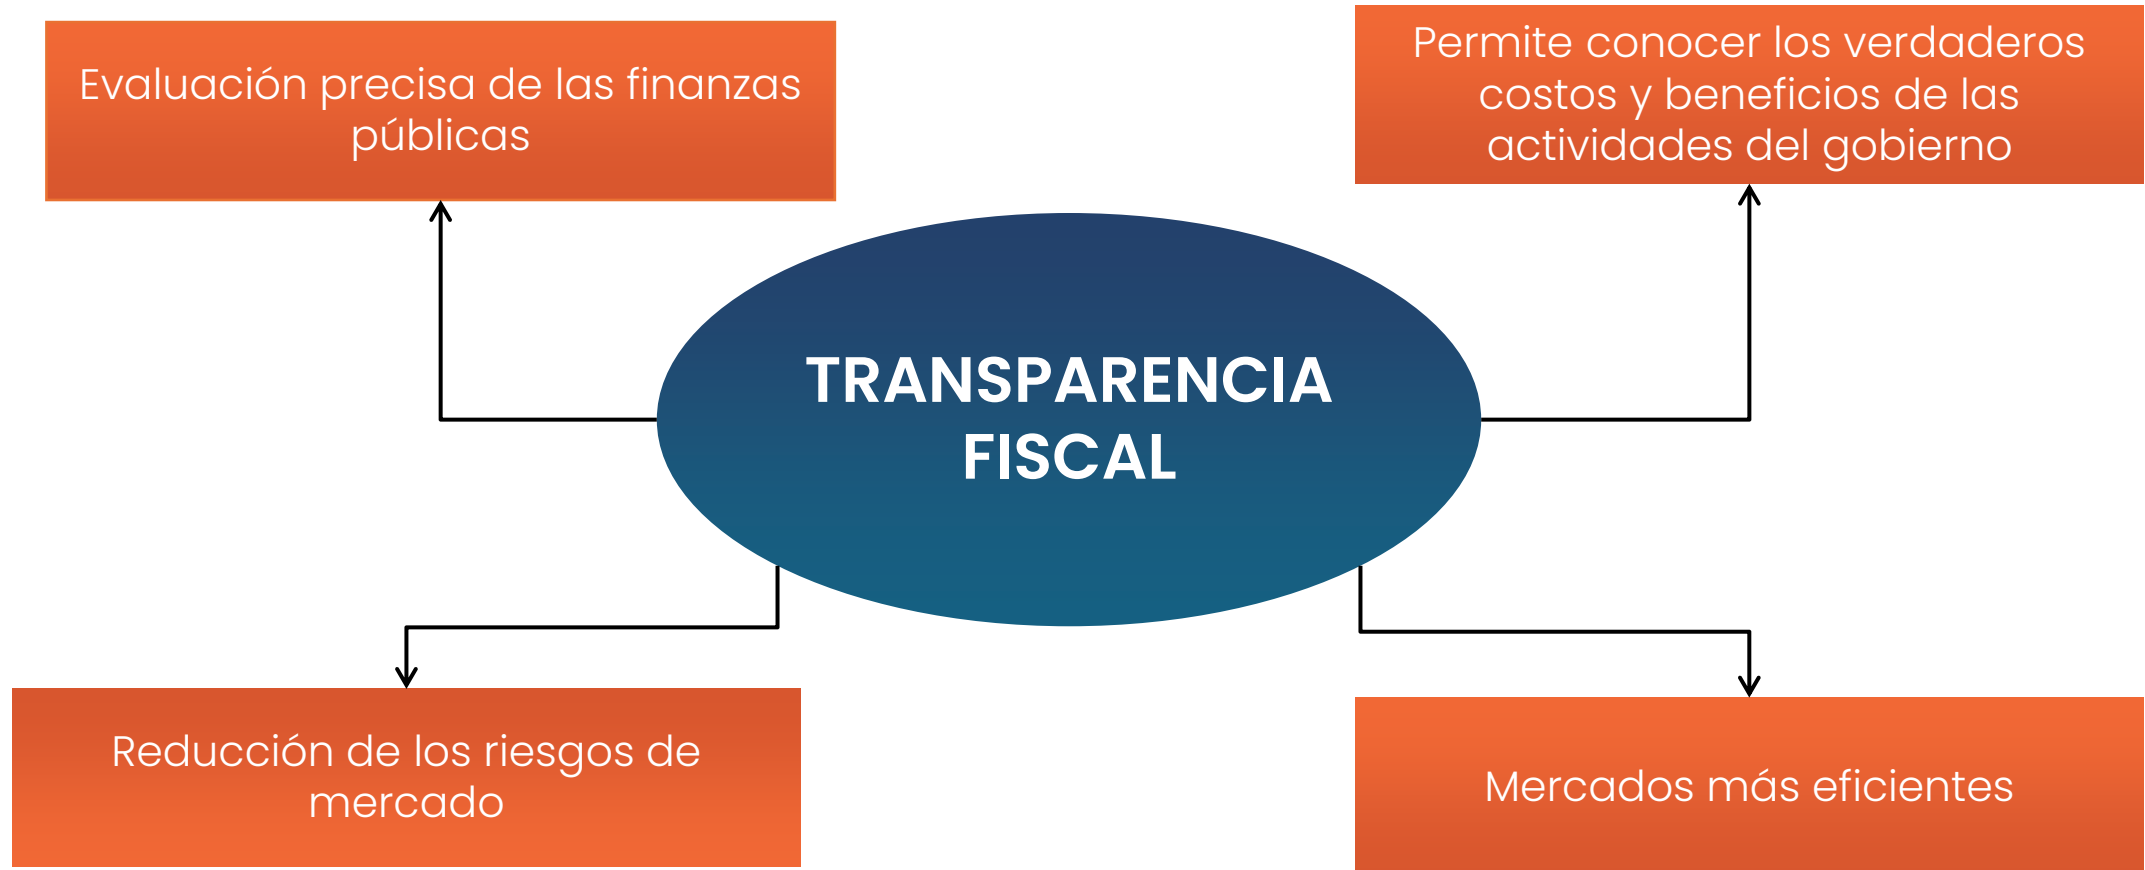 Evaluación precisa de las finanzas
públicas
Permite conocer los verdaderos
costos y beneficios de las
actividades del gobierno
TRANSPARENCIA
FISCAL
Reducción de los riesgos de
mercado
Mercados más eficientes